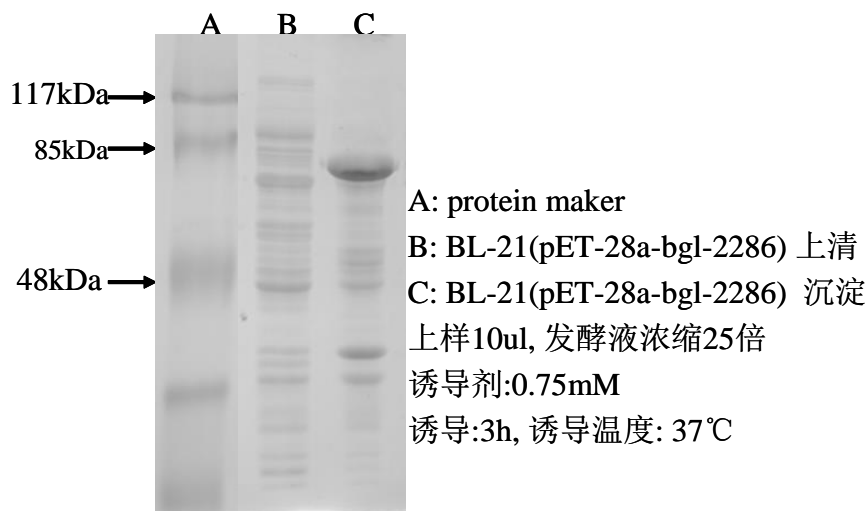 A B C
117kDa
85kDa
48kDa
A: protein maker
B: BL-21(pET-28a-bgl-2286) 上清
C: BL-21(pET-28a-bgl-2286) 沉淀
上样10ul, 发酵液浓缩25倍
诱导剂:0.75mM
诱导:3h, 诱导温度: 37℃